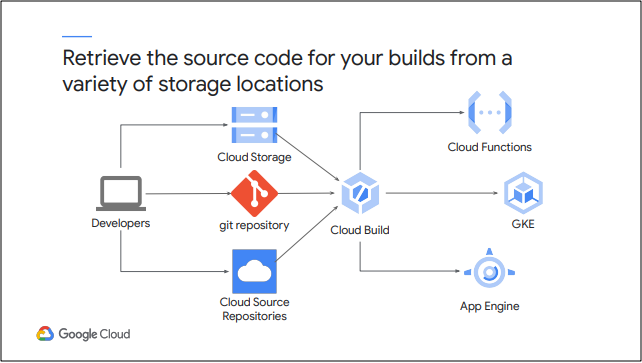 Retrieve the source code for your builds from a
variety of storage locations
Cloud Storage
Cloud Functions
Developers
git repository
Cloud Build
GKE
Cloud Source
Repositories
App Engine
Google Cloud